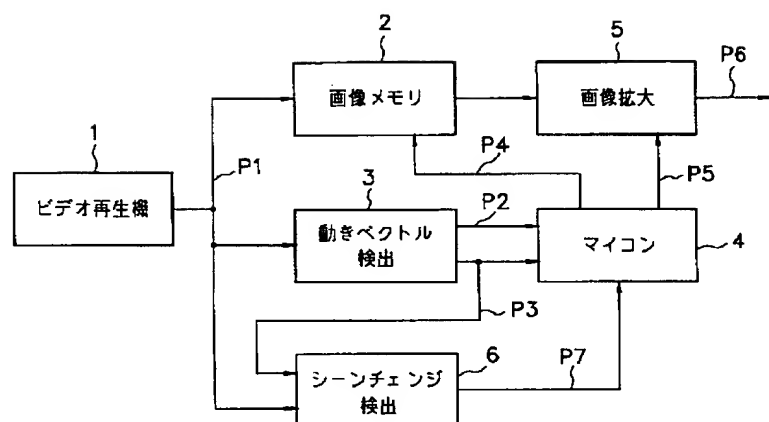 2
5
P6
画像メモリ
画像拡大
1
P1
P4
P5
ビデオ再生機
3
P2
動きベクトル
検出
マイコン
4
P3
6
シーンチェンジ
検出
P7